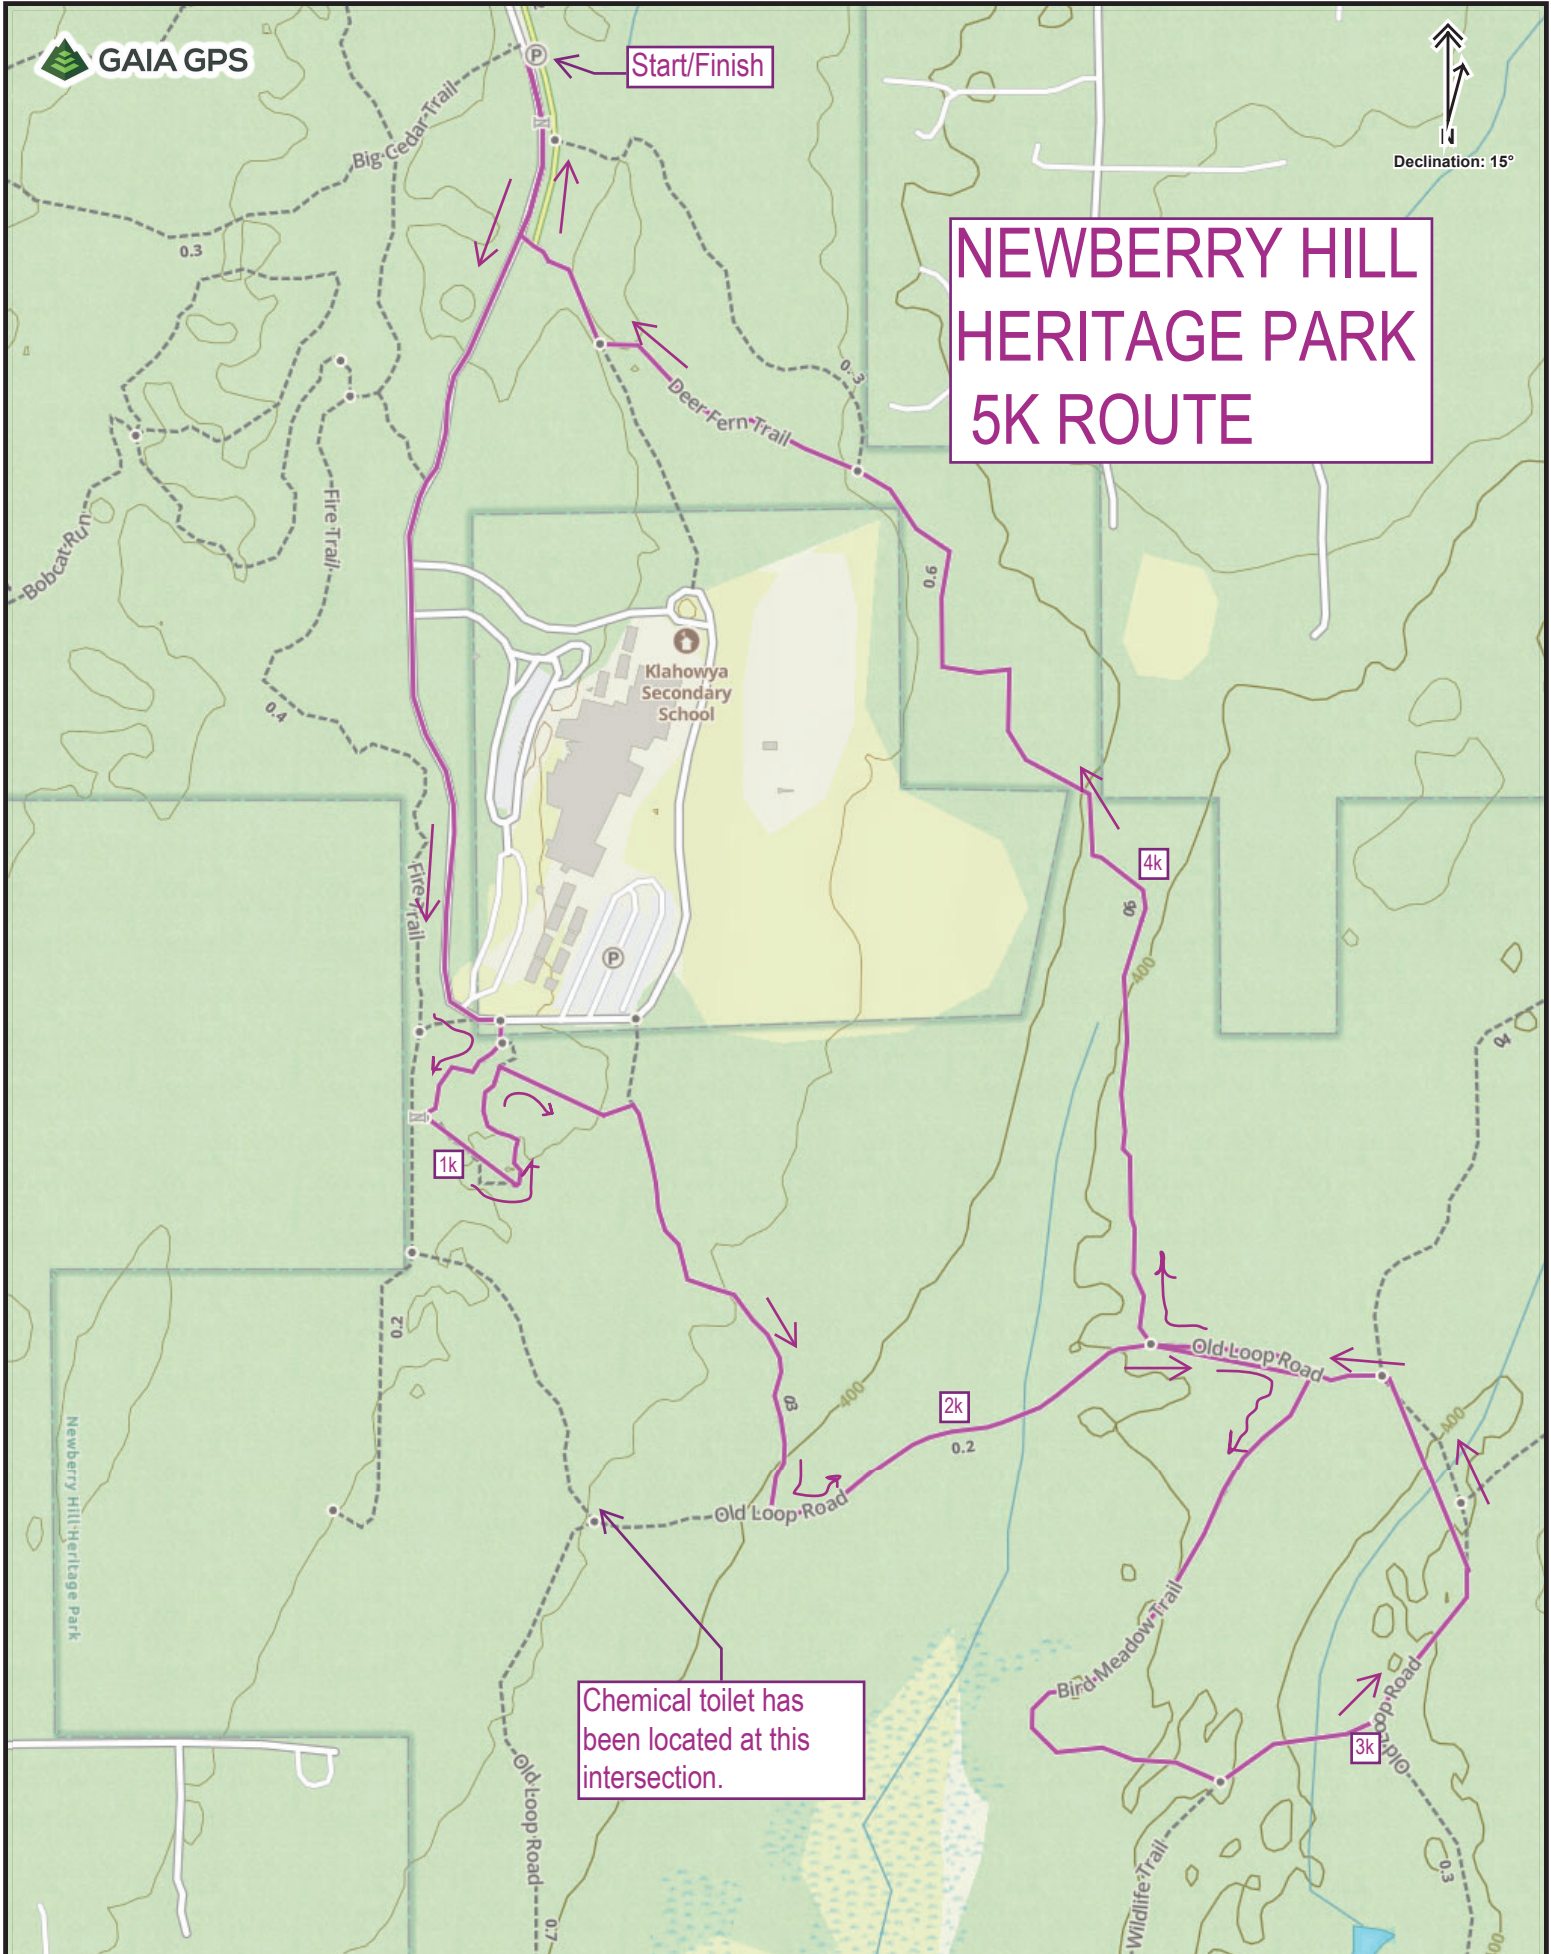 GAIA GPS
P
Start/Finish
N
Declination: 15°
Big Cedar Trail
0.3
NEWBERRY HILL
HERITAGE PARK
5K ROUTE
0.3
Deer Fern Trail
Bobcat Run
Fire Trail
0.6
Klahowya
Secondary
School
0.4
Fire Trail
4k
P
1k
0.2
Old Loop Road
400
2k
0.2
400
400
Newberry Hill Heritage Park
Old Loop Road
Bird Meadow Trail
Chemical toilet has
been located at this
intersection.
3k
Old Loop Road
0.7
Wildlife Trail
0.3